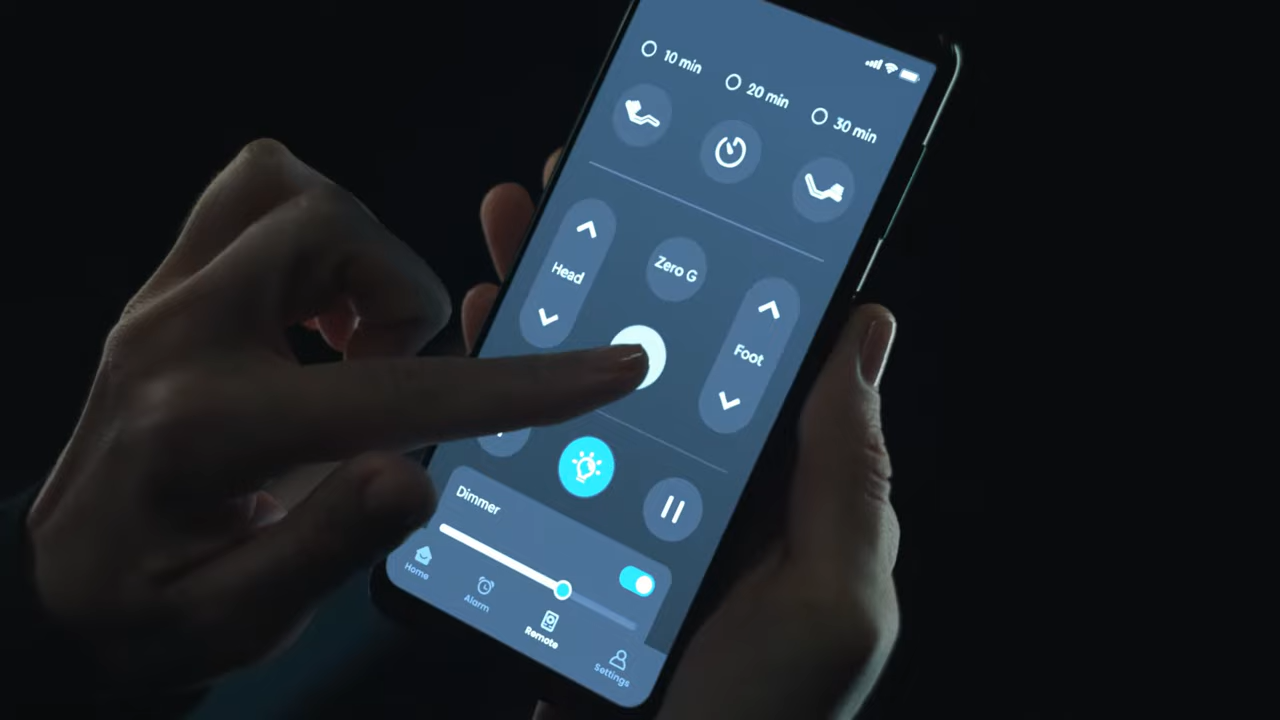 10 min
20 min
30 min
Head
Zero G
Foot
Dimmer
Home
Alarm
Remote
Settings